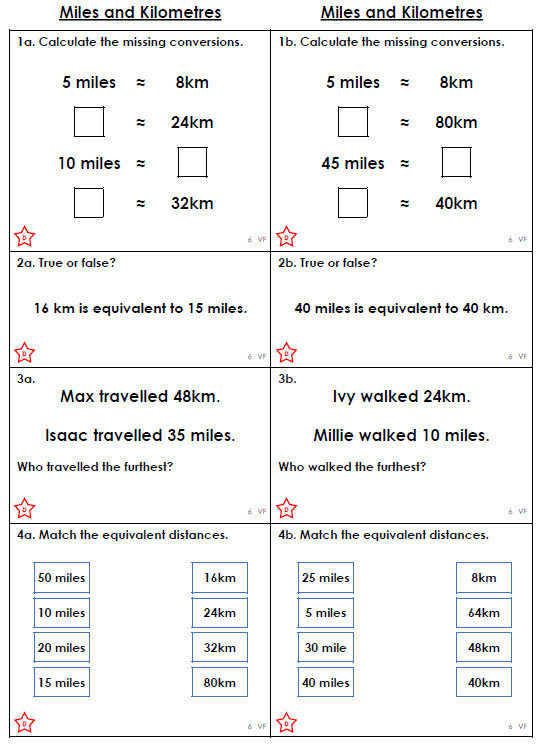 Miles and Kilometres
Miles and Kilometres
1a. Calculate the missing conversions.
5 miles ≈ 8km
≈ 24km
10 miles ≈
≈ 32km
D
6 VF
1b. Calculate the missing conversions.
5 miles ≈ 8km
≈ 80km
45 miles ≈
≈ 40km
D
6 VF
2a. True or false?
16 km is equivalent to 15 miles.
D
6 VF
2b. True or false?
40 miles is equivalent to 40 km.
D
6 VF
3a.
Max travelled 48km.
Isaac travelled 35 miles.
Who travelled the furthest?
D
6 VF
3b.
Ivy walked 24km.
Millie walked 10 miles.
Who walked the furthest?
D
6 VF
4a. Match the equivalent distances.
50 miles 16km
10 miles 24km
20 miles 32km
15 miles 80km
D
6 VF
4b. Match the equivalent distances.
25 miles 8km
5 miles 64km
30 mile 48km
40 miles 40km
D
6 VF